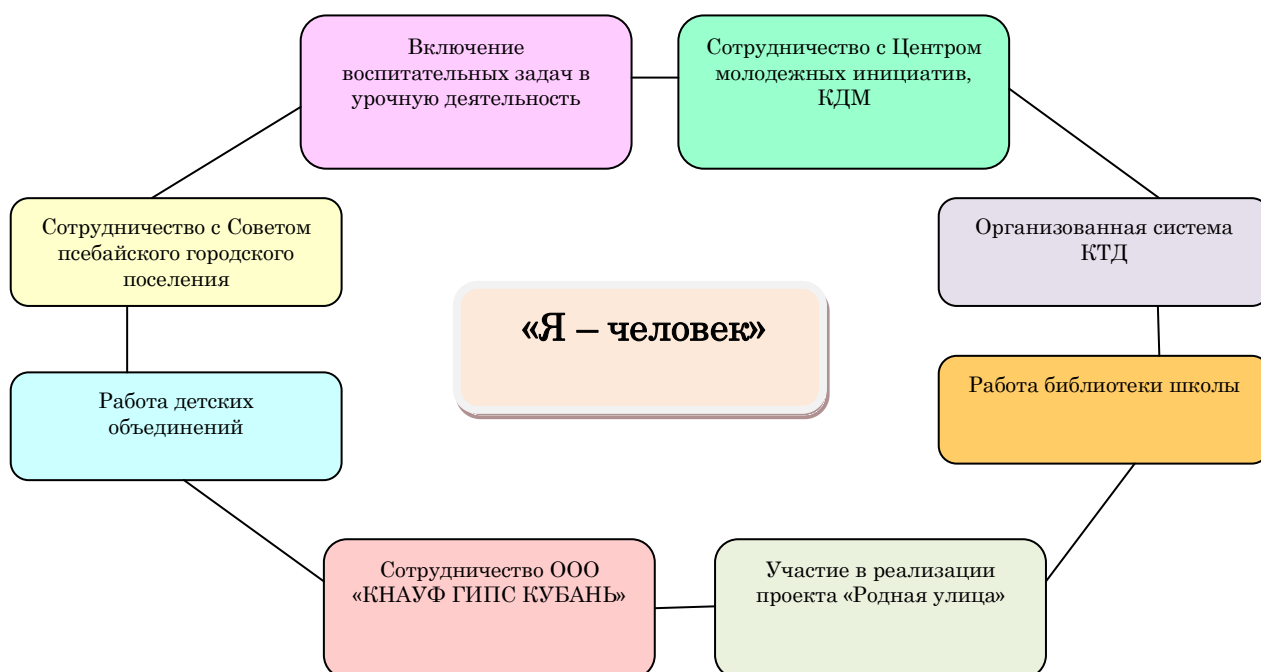 Включение
воспитательных задач в
урочную деятельность
Сотрудничество с Центром
молодежных инициатив,
КДМ
Сотрудничество с Советом
псебайского городского
поселения
Организованная система
КТД
«Я – человек»
Работа детских
объединений
Работа библиотеки школы
Сотрудничество ООО
«КНАУФ ГИПС КУБАНЬ»
Участие в реализации
проекта «Родная улица»